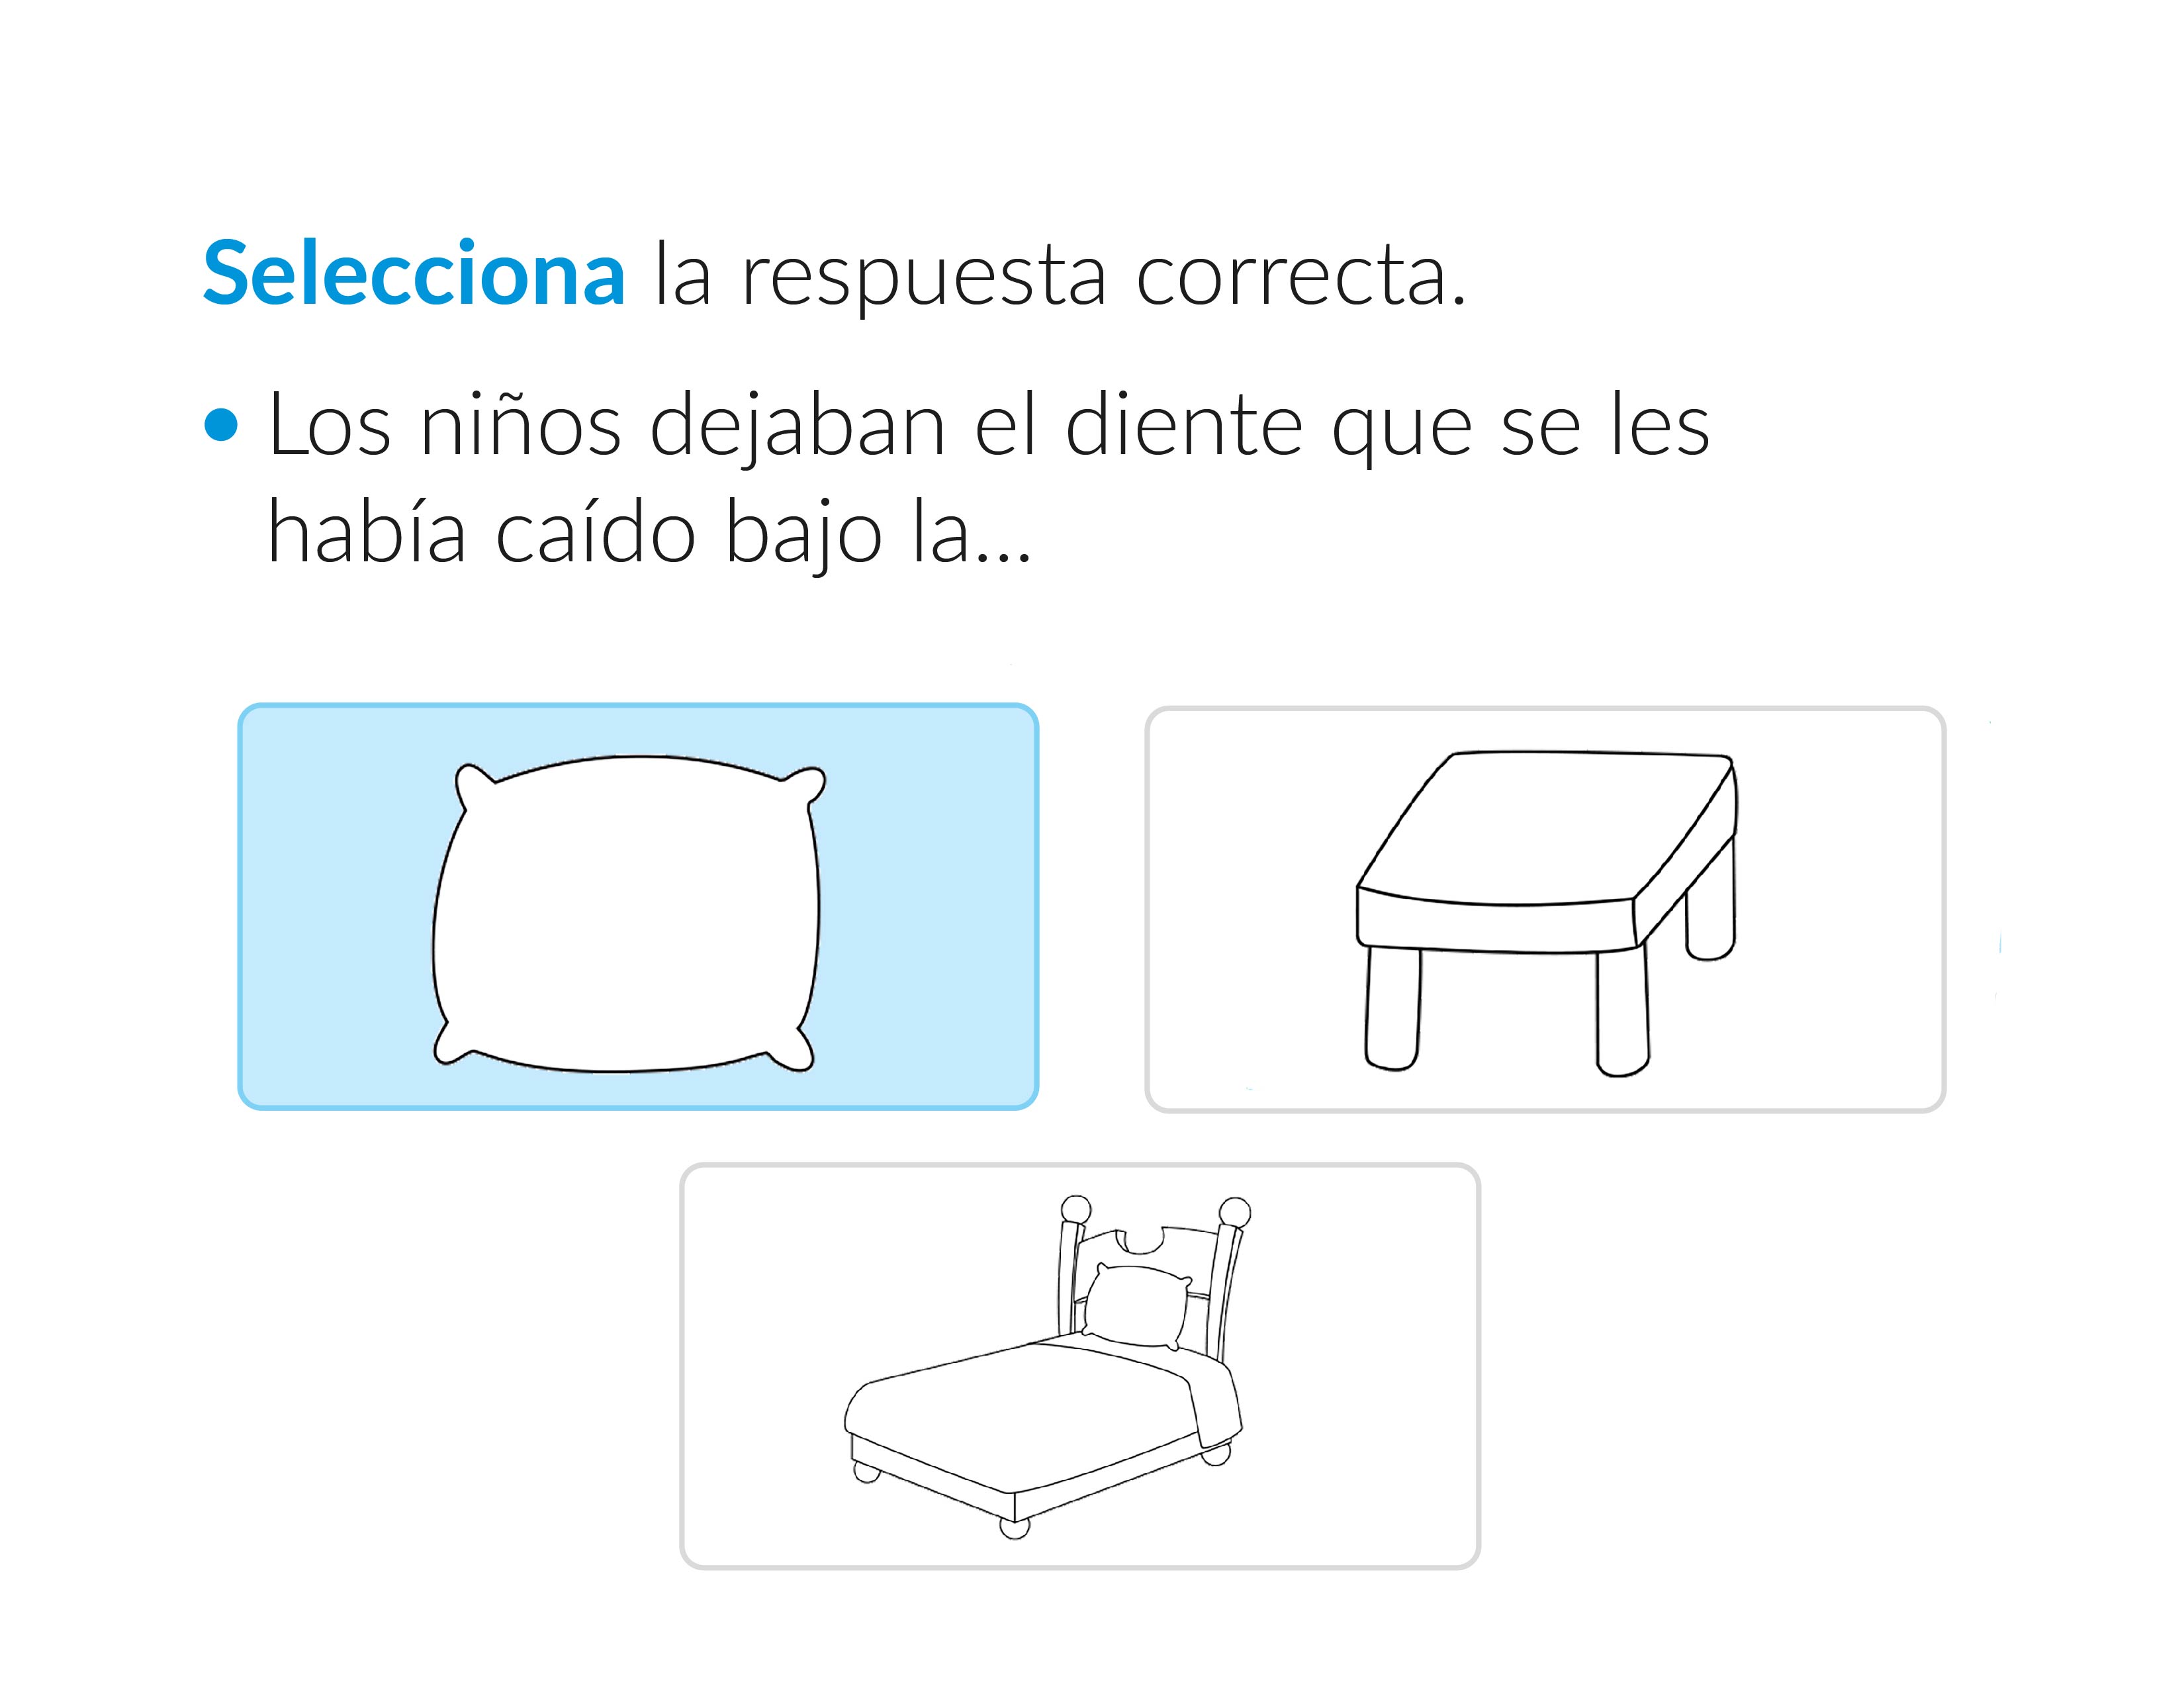 Selecciona la respuesta correcta.
• Los niños dejaban el diente que se les
había caído bajo la...